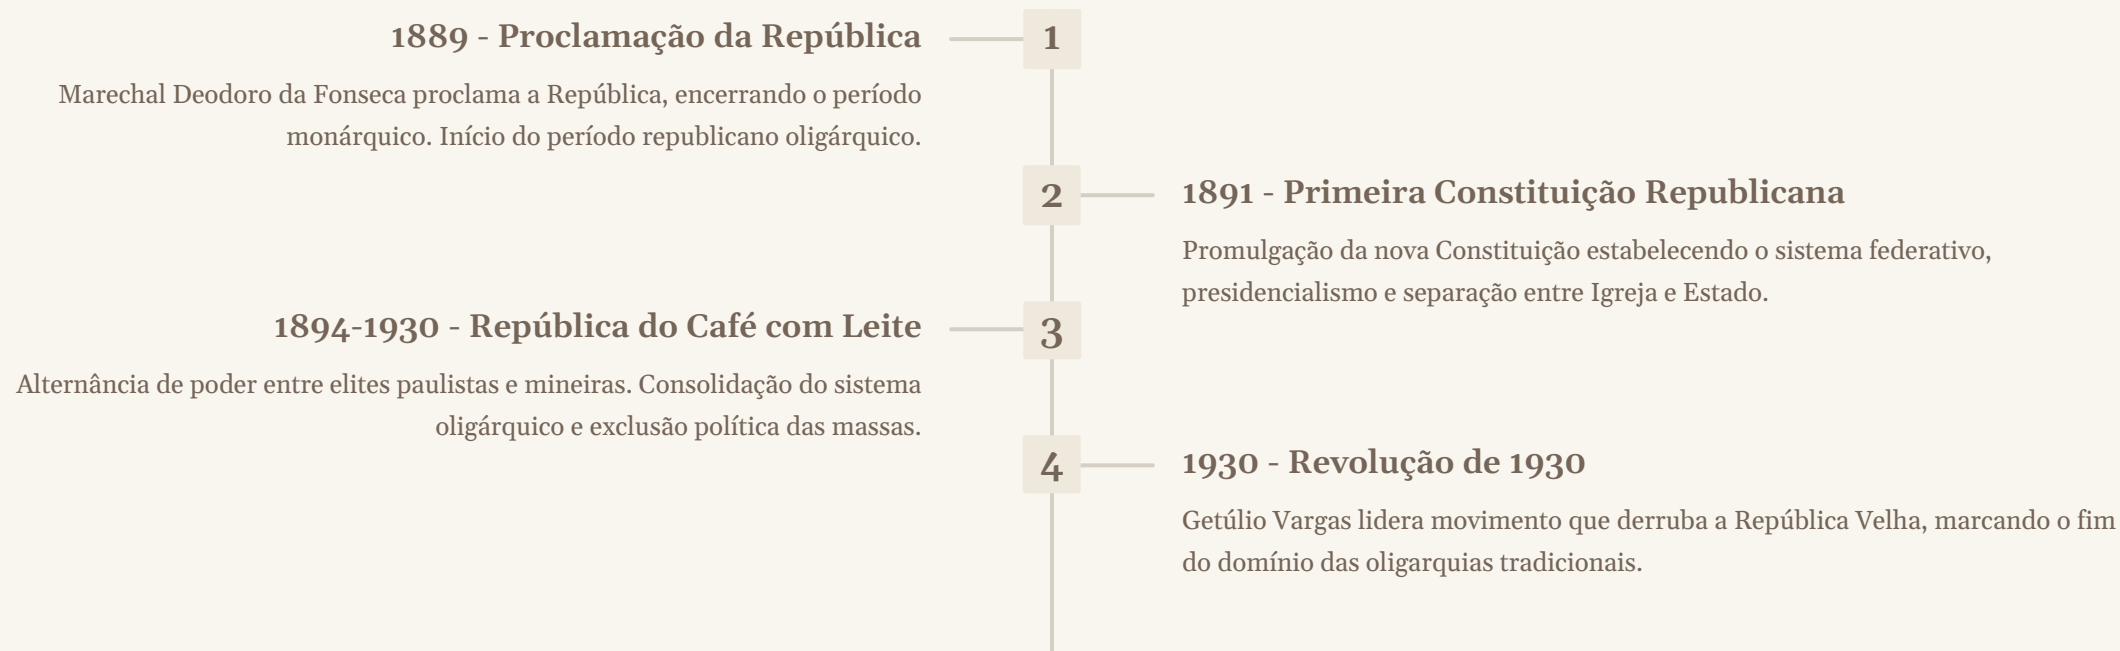 1889 - Proclamação da República
1
Marechal Deodoro da Fonseca proclama a República, encerrando o período
monárquico. Início do período republicano oligárquico.
2
1891 - Primeira Constituição Republicana
Promulgação da nova Constituição estabelecendo o sistema federativo,
presidencialismo e separação entre Igreja e Estado.
1894-1930 - República do Café com Leite
3
Alternância de poder entre elites paulistas e mineiras. Consolidação do sistema
oligárquico e exclusão política das massas.
4
1930 - Revolução de 1930
Getúlio Vargas lidera movimento que derruba a República Velha, marcando o fim
do domínio das oligarquias tradicionais.